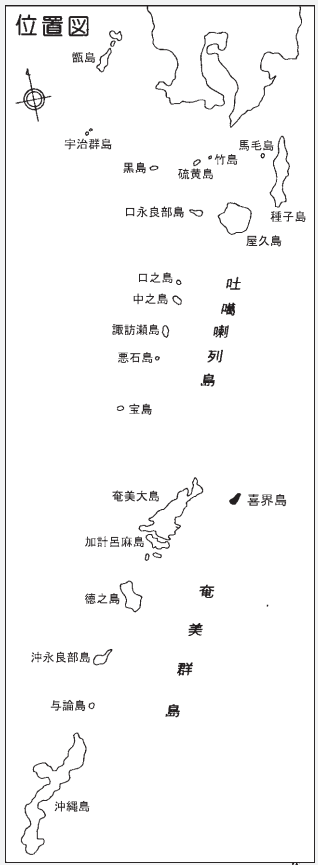 位置図
甑島
宇治群島
黒島
硫黄島
竹島
馬毛島
種子島
口永良部島
屋久島
口之島
中之島
諏訪瀬島
悪石島
宝島
吐噶喇列島
奄美大島
喜界島
加計呂麻島
徳之島
沖永良部島
与論島
奄美群島
沖縄島